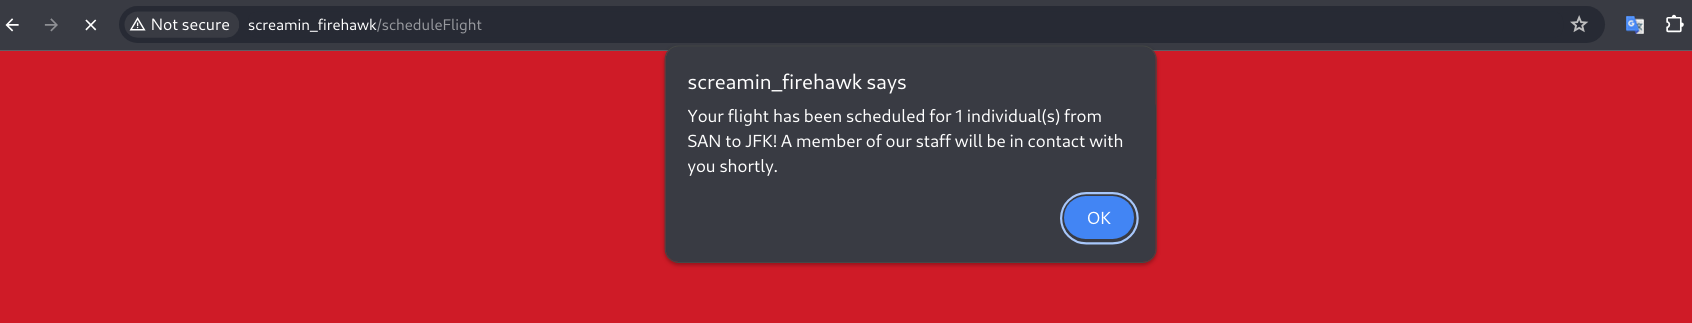 Not secure screamin_firehawk/scheduleFlight
screamin_firehawk says
Your flight has been scheduled for 1 individual(s) from
SAN to JFK! A member of our staff will be in contact with
you shortly.
OK